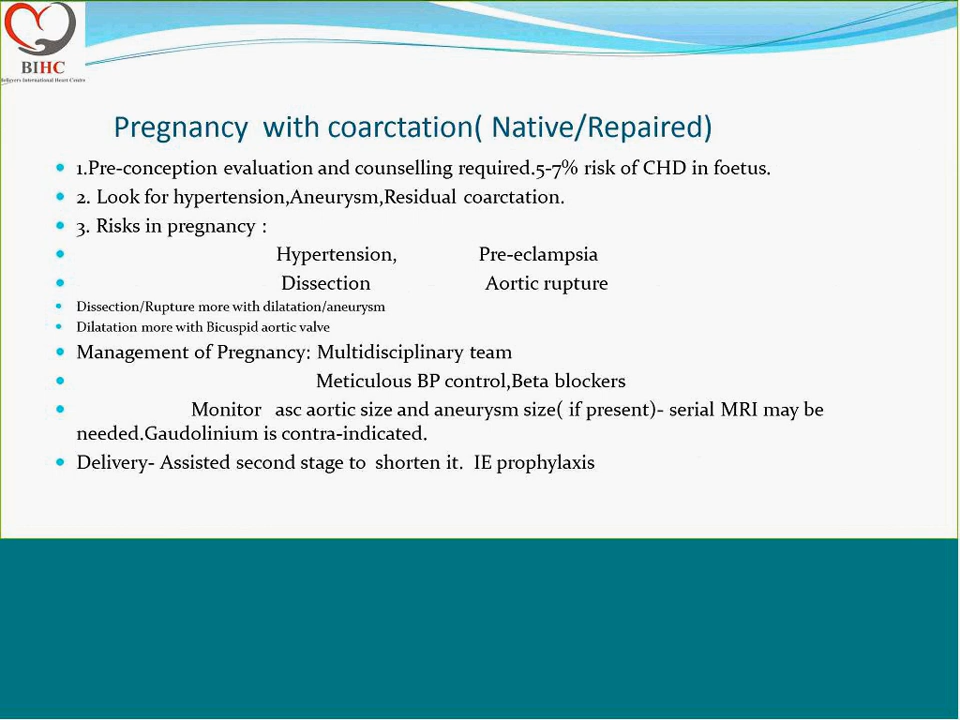 BIHC
Believers International Heart Centre
Pregnancy with coarctation( Native/Repaired)
1.Pre-conception evaluation and counselling required.5-7% risk of CHD in foetus.
2. Look for hypertension,Aneurysm,Residual coarctation.
3. Risks in pregnancy :
Hypertension, Pre-eclampsia
Dissection Aortic rupture
Dissection/Rupture more with dilatation/aneurysm
Dilatation more with Bicuspid aortic valve
Management of Pregnancy: Multidisciplinary team
Meticulous BP control,Beta blockers
Monitor asc aortic size and aneurysm size( if present)- serial MRI may be
needed.Gaudolinium is contra-indicated.
Delivery- Assisted second stage to shorten it. IE prophylaxis